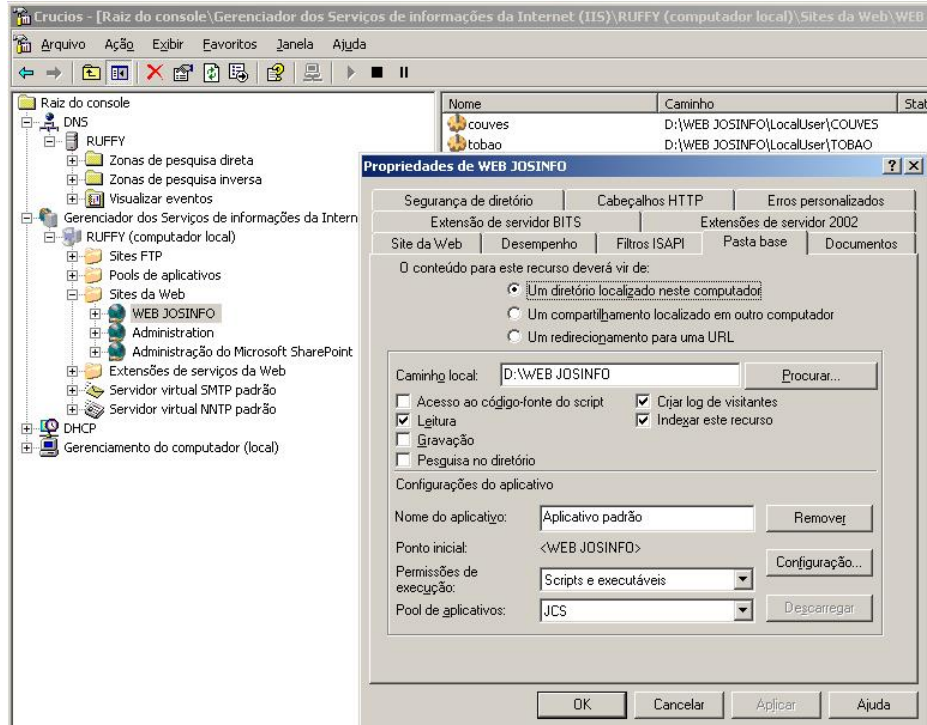 Crucios - [Raiz do console\Gerenciador dos Serviços de informações da Internet (IIS)\RUFFY (computador local)\Sites da Web\WEB
Arquivo Ação Exibir Favoritos Janela Ajuda
Raiz do console
DNS
RUFFY
Zonas de pesquisa direta
Zonas de pesquisa inversa
Visualizar eventos
Gerenciador dos Serviços de informações da Intern
RUFFY (computador local)
Sites FTP
Pools de aplicativos
Sites da Web
WEB JOSINFO
Administration
Administração do Microsoft SharePoint
Extensões de serviços da Web
Servidor virtual SMTP padrão
Servidor virtual NNTP padrão
DHCP
Gerenciamento do computador (local)
Nome Caminho Stat
couves D:\WEB JOSINFO\LocalUser\COUVES
tobao D:\WEB JOSINFO\LocalUser\TOBAO
Propriedades de WEB JOSINFO
Segurança de diretório Cabeçalhos HTTP Erros personalizados
Extensão de servidor BITS Extensões de servidor 2002
Site da Web Desempenho Filtros ISAPI Pasta base Documentos
O conteúdo para este recurso deverá vir de:
Um diretório localizado neste computador
Um compartilhamento localizado em outro computador
Um redirecionamento para uma URL
Caminho local: D:\WEB JOSINFO Procurar...
Acesso ao código-fonte do script Criar log de visitantes
Leitura Indexar este recurso
Gravação
Pesquisa no diretório
Configurações do aplicativo
Nome do aplicativo: Aplicativo padrão Remover
Ponto inicial: <WEB JOSINFO>
Configuração...
Permissões de
execução: Scripts e executáveis
Pool de aplicativos: JCS Descarregar
OK Cancelar Aplicar Ajuda